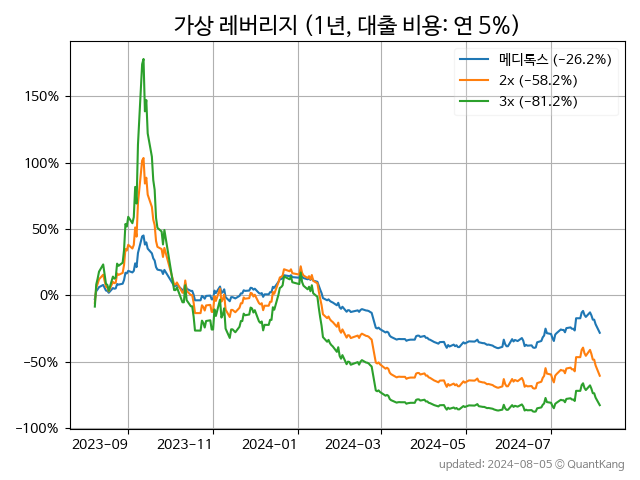 가상 레버리지 (1년, 대출 비용: 연 5%)
메디톡스 (-26.2%)
2x (-58.2%)
3x (-81.2%)
150%
100%
50%
0%
-50%
-100%
2023-09 2023-11 2024-01 2024-03 2024-05 2024-07
updated: 2024-08-05 © QuantKang